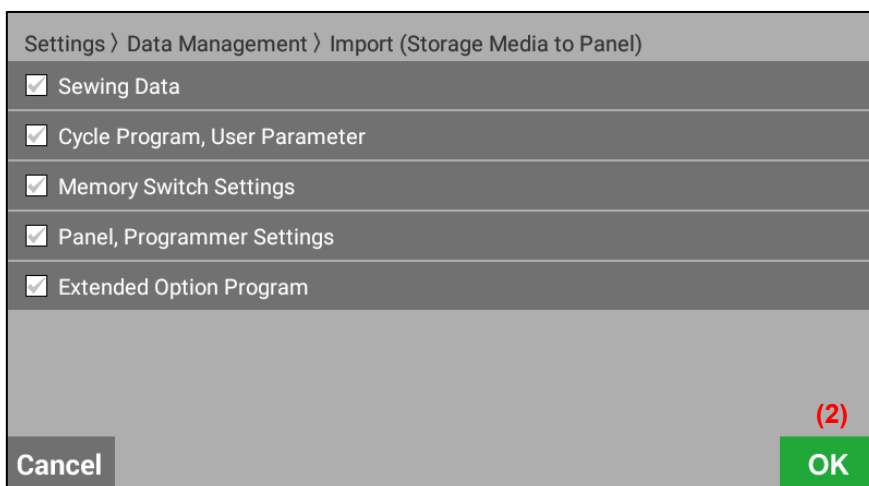 Settings 〉 Data Management 〉 Import (Storage Media to Panel)
Sewing Data
Cycle Program, User Parameter
Memory Switch Settings
Panel, Programmer Settings
Extended Option Program
(2)
Cancel OK